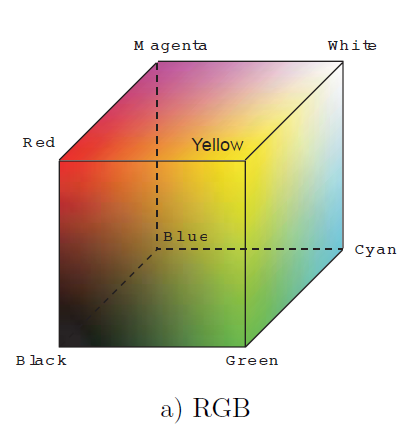 Magenta
White
Red
Yellow
Blue
Cyan
Black
Green
a) RGB